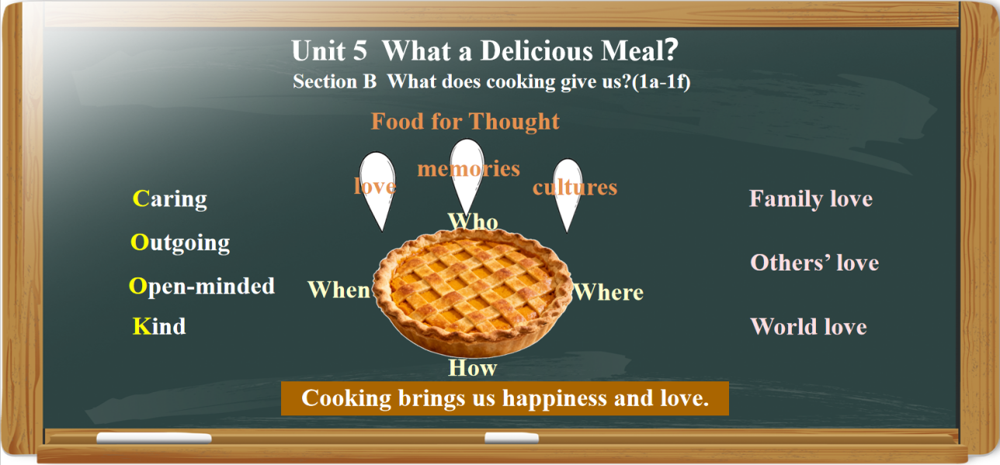 Unit 5 What a Delicious Meal?
Section B What does cooking give us?(1a-1f)
Food for Thought
love
memories
cultures
Caring
Outgoing
Open-minded
Kind
Who
When
Where
How
Family love
Others’ love
World love
Cooking brings us happiness and love.